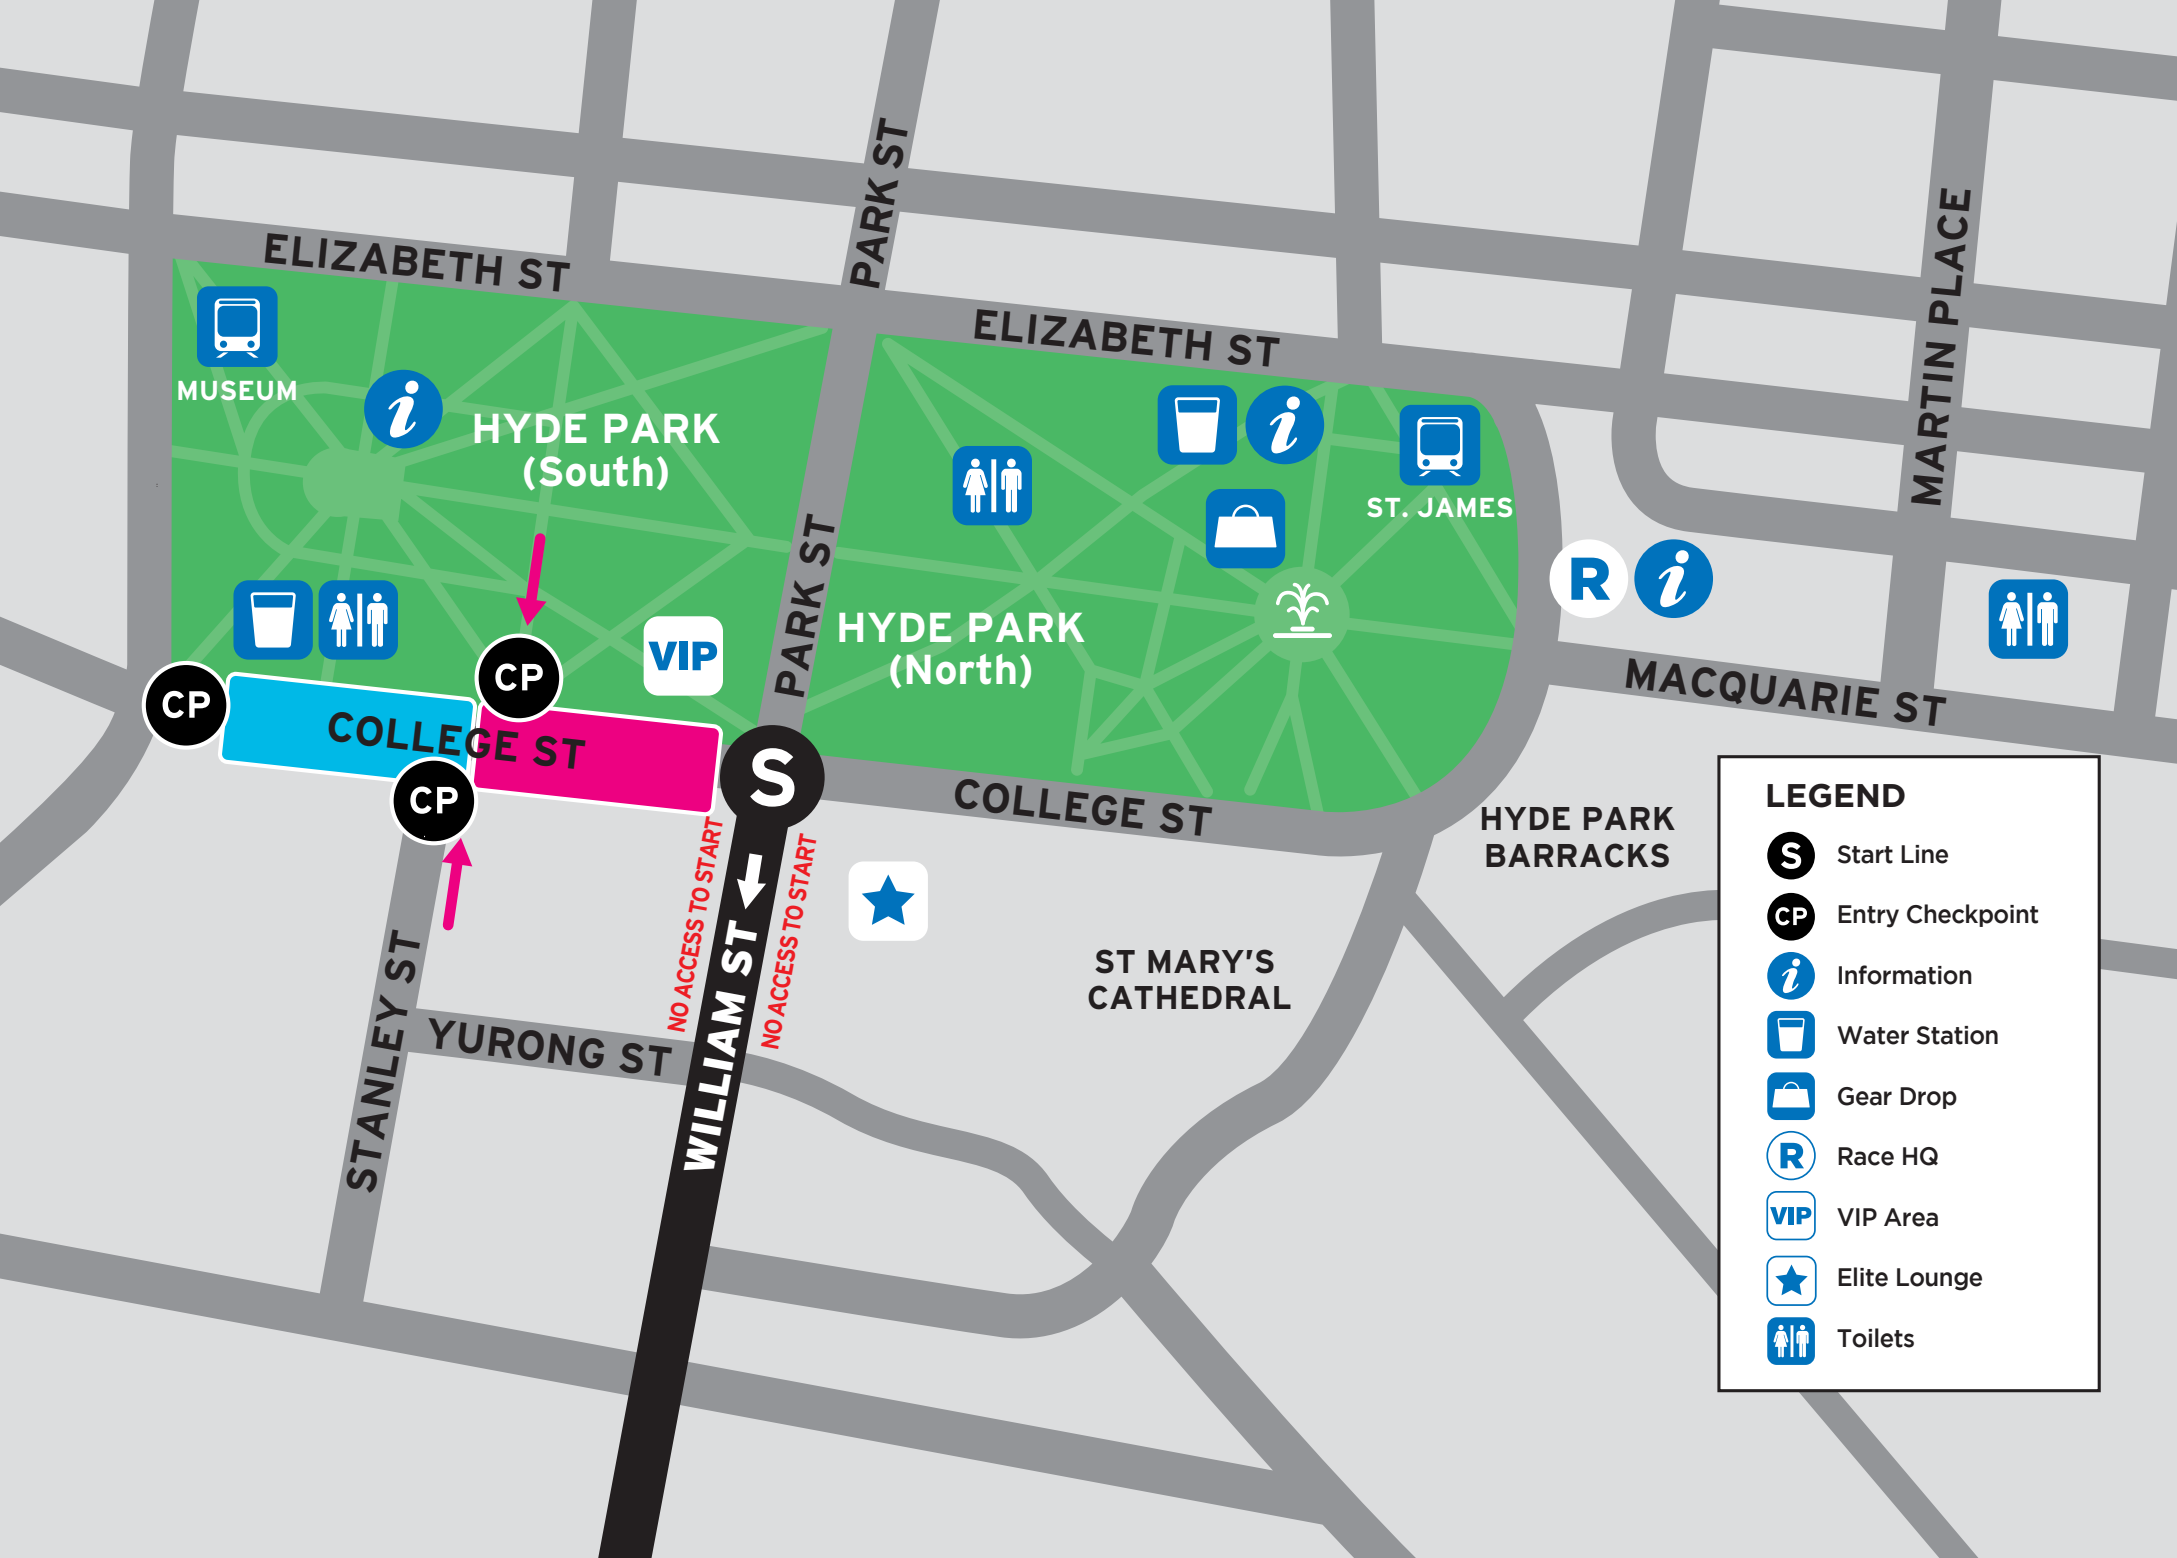 PARK ST
ELIZABETH ST
ELIZABETH ST
MARTIN PLACE
MUSEUM
HYDE PARK
(South)
ST. JAMES
PARK ST
HYDE PARK
(North)
R
VIP
CP
CP
COLLEGE ST
CP
S
MACQUARIE ST
COLLEGE ST
HYDE PARK
BARRACKS
NO ACCESS TO START
NO ACCESS TO START
WILLIAM ST
ST MARY'S
CATHEDRAL
STANLEY ST
YURONG ST
LEGEND
S Start Line
CP Entry Checkpoint
i Information
Water Station
Gear Drop
R Race HQ
VIP VIP Area
Elite Lounge
Toilets
i
i
i